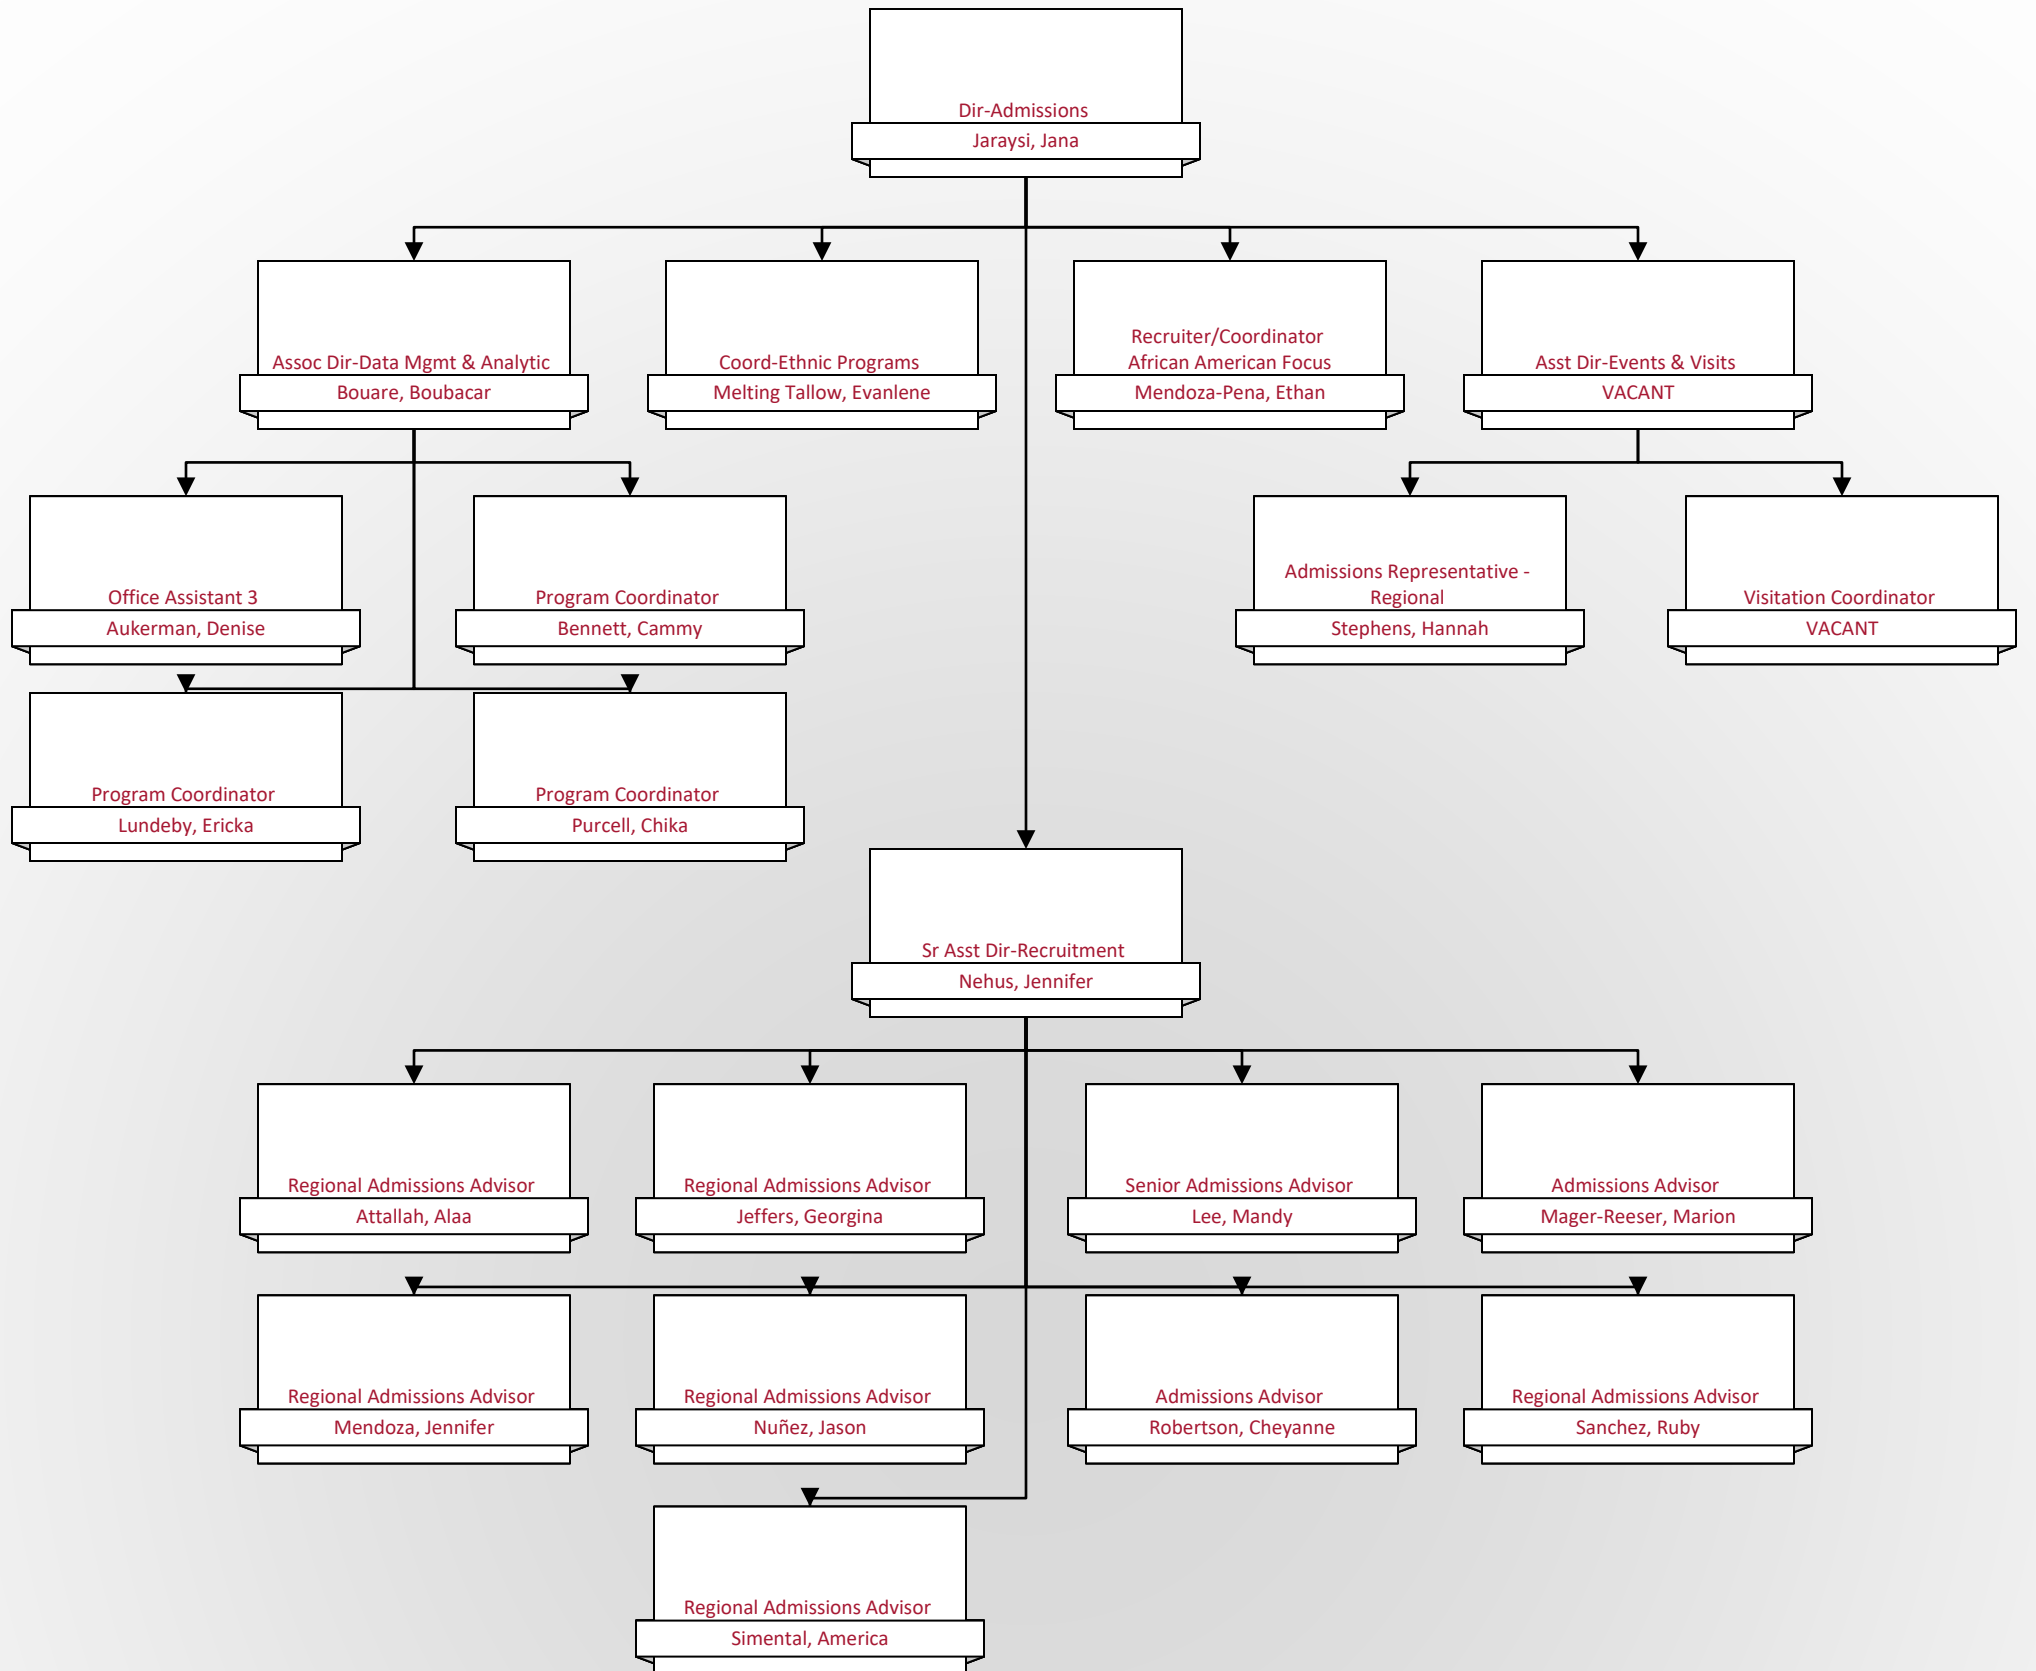 Dir-Admissions
Jaraysi, Jana
Assoc Dir-Data Mgmt & Analytic
Bouare, Boubacar
Coord-Ethnic Programs
Melting Tallow, Evanlene
Recruiter/Coordinator
African American Focus
Mendoza-Pena, Ethan
Asst Dir-Events & Visits
VACANT
Office Assistant 3
Aukerman, Denise
Program Coordinator
Bennett, Cammy
Admissions Representative -
Regional
Stephens, Hannah
Visitation Coordinator
VACANT
Program Coordinator
Lundeby, Ericka
Program Coordinator
Purcell, Chika
Sr Asst Dir-Recruitment
Nehus, Jennifer
Regional Admissions Advisor
Attallah, Alaa
Regional Admissions Advisor
Jeffers, Georgina
Senior Admissions Advisor
Lee, Mandy
Admissions Advisor
Mager-Reeser, Marion
Regional Admissions Advisor
Mendoza, Jennifer
Regional Admissions Advisor
Nuñez, Jason
Admissions Advisor
Robertson, Cheyanne
Regional Admissions Advisor
Sanchez, Ruby
Regional Admissions Advisor
Simental, America